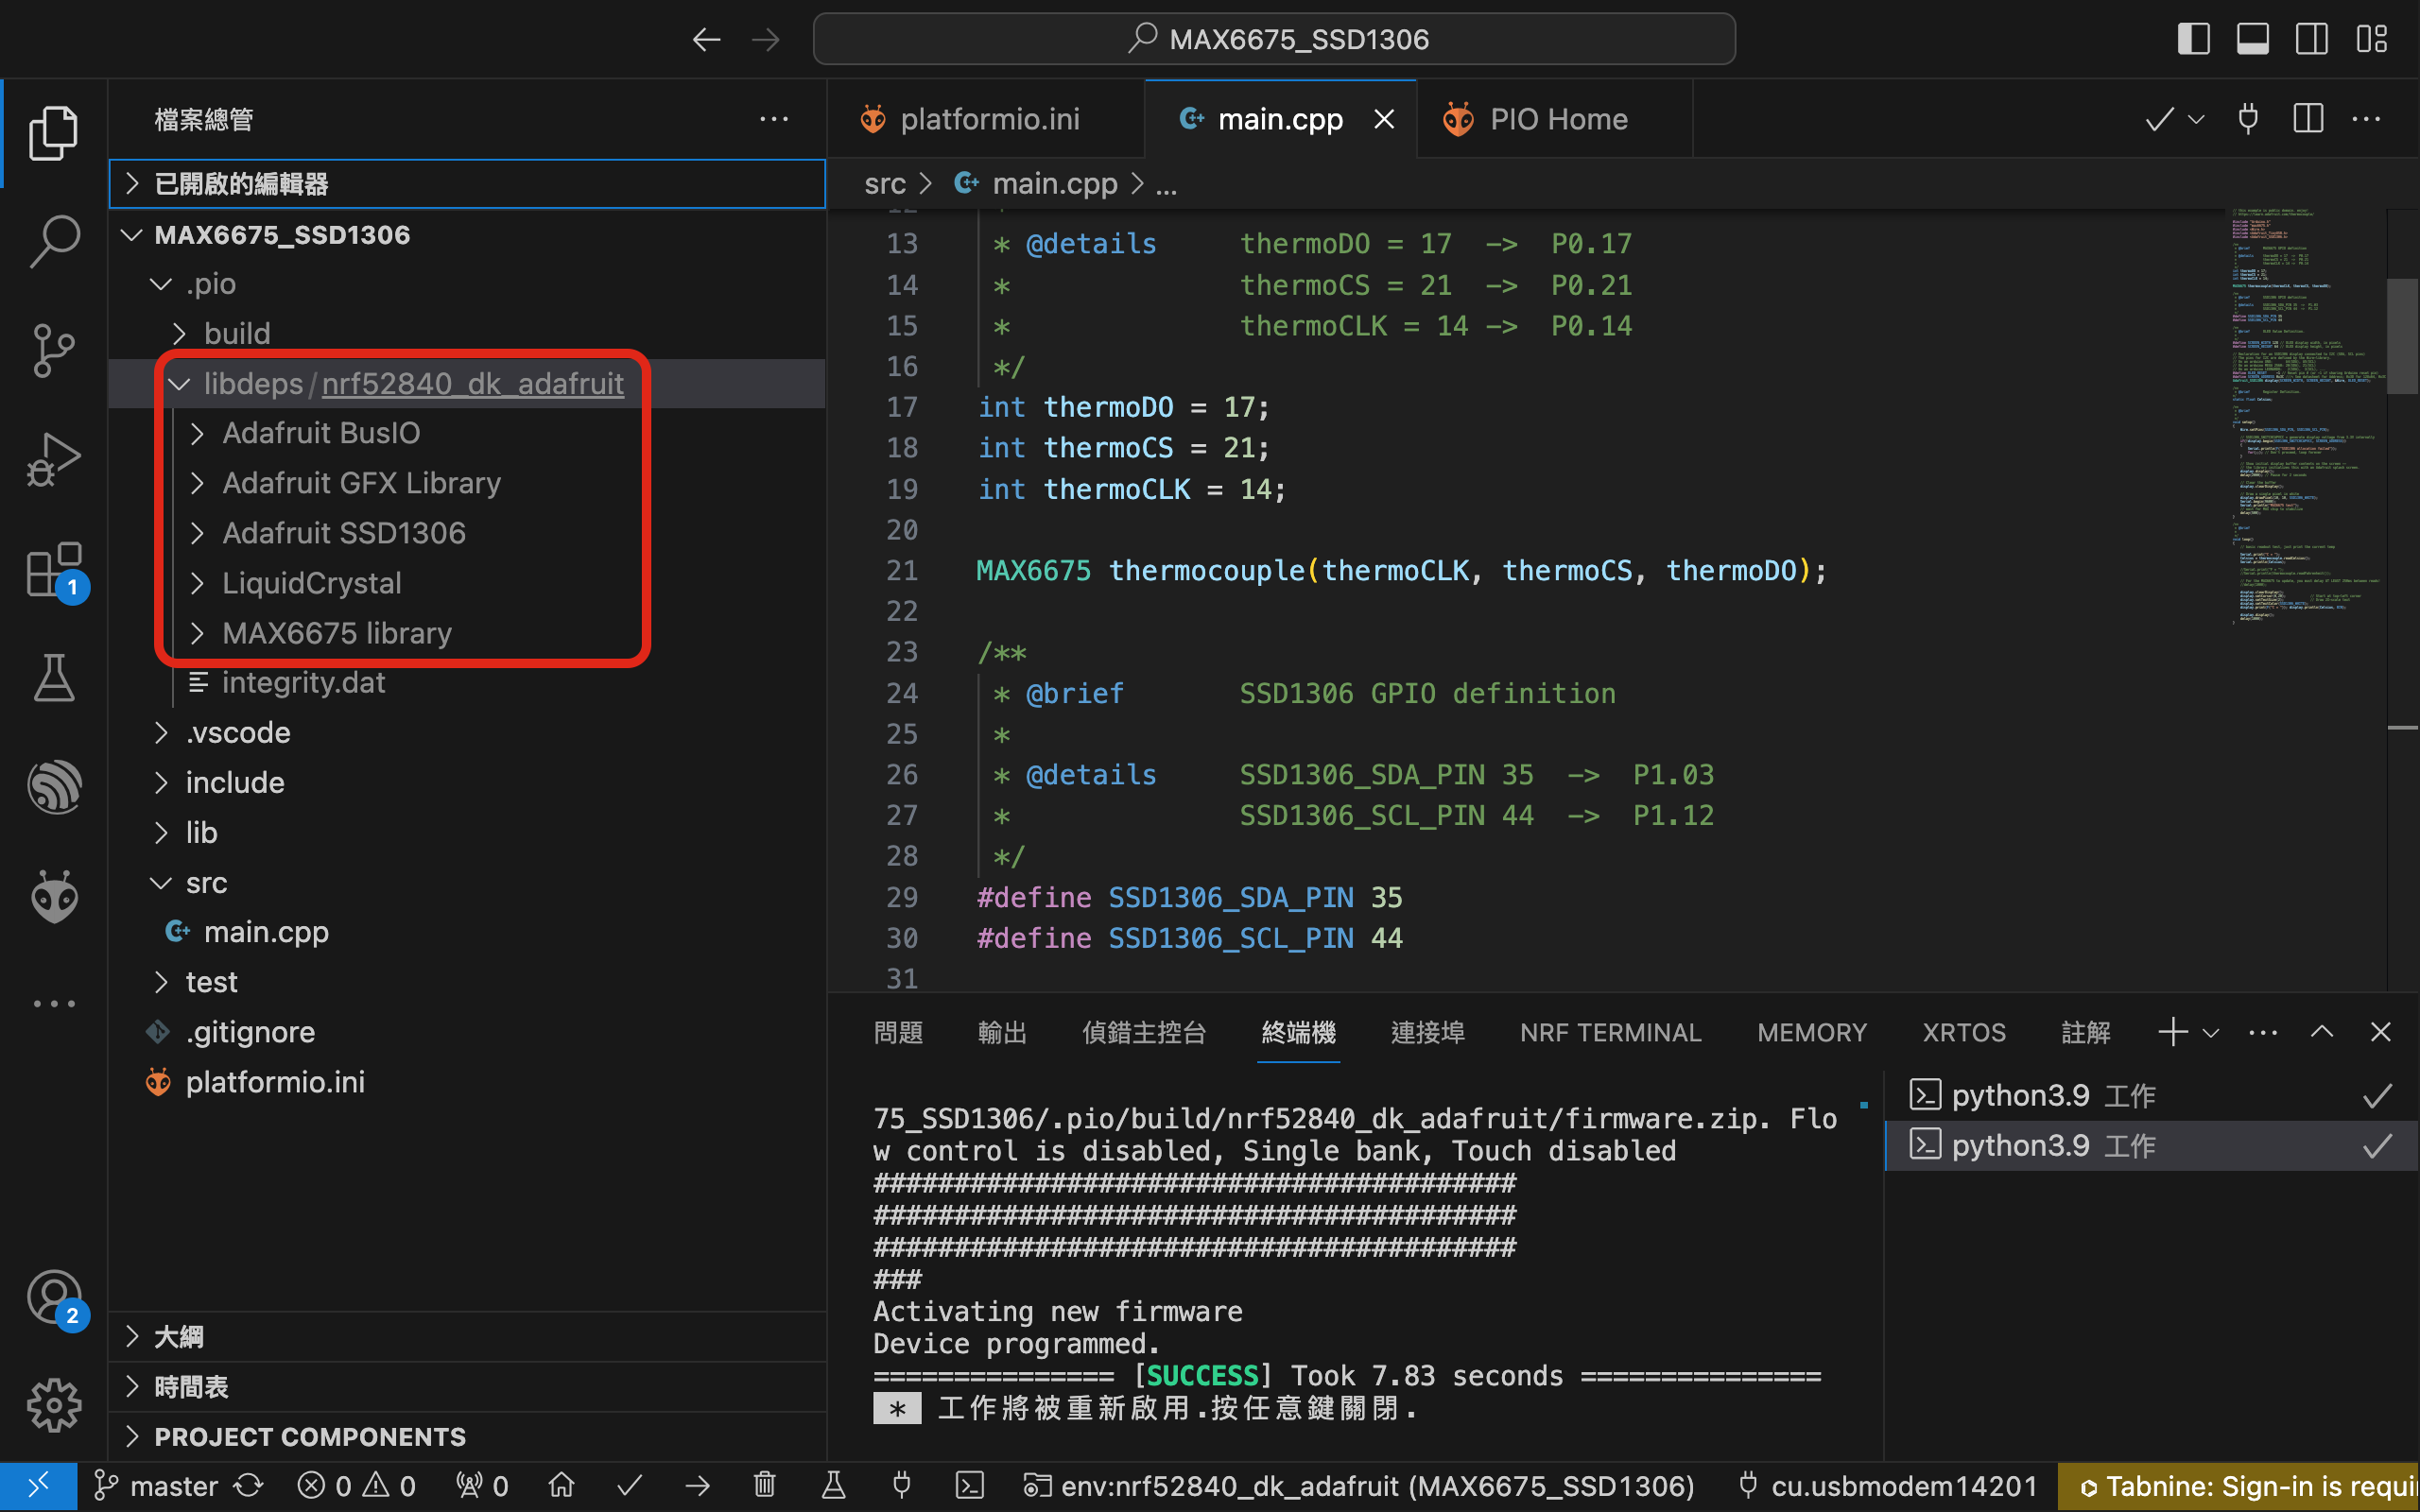 MAX6675_SSD1306
檔案總管
已開啟的編輯器
MAX6675_SSD1306
.pio
build
libdeps/nrf52840_dk_adafruit
Adafruit BusIO
Adafruit GFX Library
Adafruit SSD1306
LiquidCrystal
MAX6675 library
integrity.dat
.vscode
include
lib
src
main.cpp
test
.gitignore
platformio.ini
大綱
時間表
PROJECT COMPONENTS
1
2
platformio.ini
main.cpp
PIO Home
src > main.cpp > ...
12 *
13 * @details thermoDO = 17 -> P0.17
14 * thermoCS = 21 -> P0.21
15 * thermoCLK = 14 -> P0.14
16 */
17 int thermoDO = 17;
18 int thermoCS = 21;
19 int thermoCLK = 14;
20
21 MAX6675 thermocouple(thermoCLK, thermoCS, thermoDO);
22
23 /**
24 * @brief SSD1306 GPIO definition
25 *
26 * @details SSD1306_SDA_PIN 35 -> P1.03
27 * SSD1306_SCL_PIN 44 -> P1.12
28 */
29 #define SSD1306_SDA_PIN 35
30 #define SSD1306_SCL_PIN 44
31
問題 輸出 偵錯主控台 終端機 連接埠 NRF TERMINAL MEMORY XRTOS 註解
75_SSD1306/.pio/build/nrf52840_dk_adafruit/firmware.zip. Flo
w control is disabled, Single bank, Touch disabled
########################################
########################################
########################################
###
Activating new firmware
Device programmed.
=============== [SUCCESS] Took 7.83 seconds ===============
* 工作將被重新啟用.按任意鍵關閉.
python3.9 工作
python3.9 工作
master 0 0 0 env:nrf52840_dk_adafruit (MAX6675_SSD1306) cu.usbmodem14201 Tabnine: Sign-in is requi